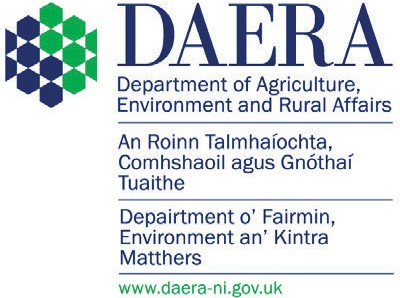 DAERA
Department of Agriculture,
Environment and Rural Affairs
An Roinn Talmhaíochta,
Comhshaoil agus Gnóthaí
Tuaithe
Depairtment o' Fairmin,
Environment an' Kintra
Matthers
www.daera-ni.gov.uk